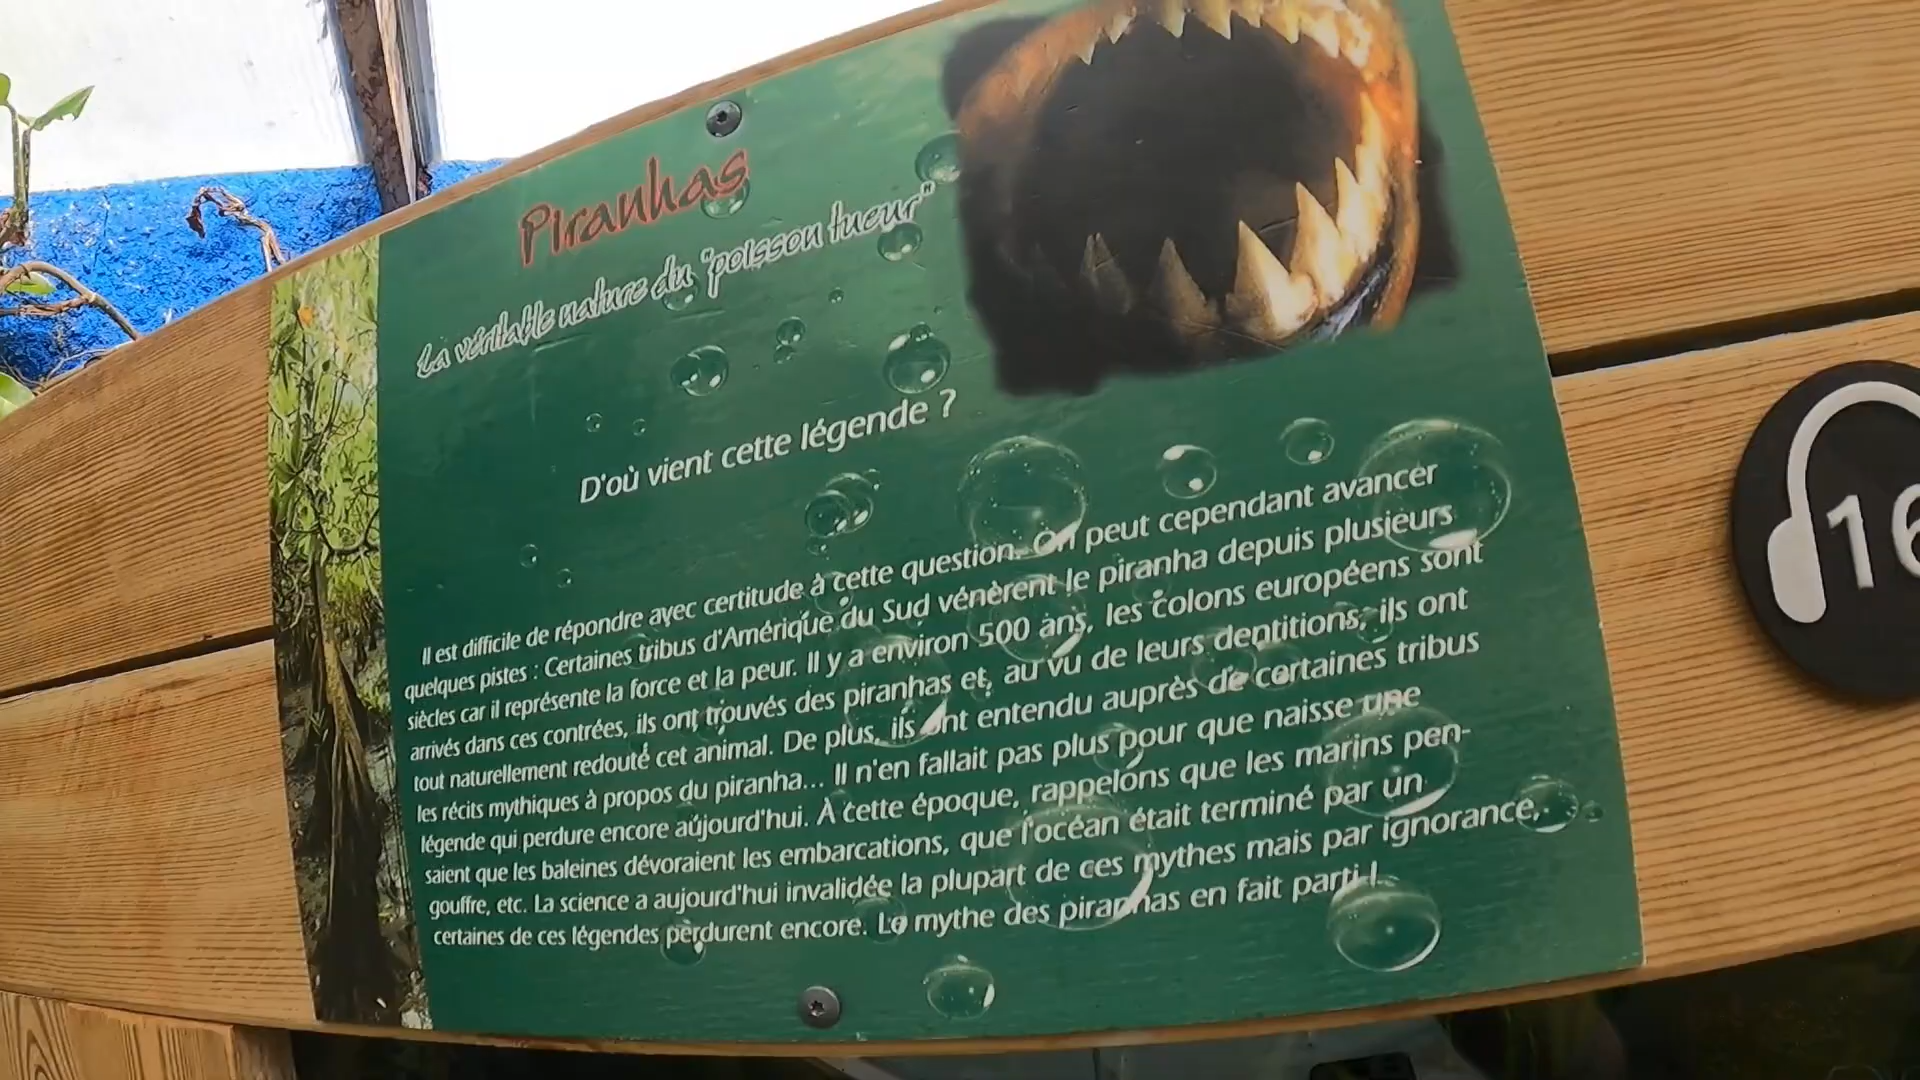 Piranhas
La véritable nature du "poisson tueur"
D'où vient cette légende ?
Il est difficile de répondre avec certitude à cette question. On peut cependant avancer
quelques pistes : Certaines tribus d'Amérique du Sud vénèrent le piranha depuis plusieurs
siècles car il représente la force et la peur. Il y a environ 500 ans, les colons européens sont
arrivés dans ces contrées, ils ont trouvés des piranhas et, au vu de leurs dentitions, ils ont
tout naturellement redouté cet animal. De plus, ils ont entendu auprès de certaines tribus
les récits mythiques à propos du piranha... Il n'en fallait pas plus pour que naisse une
légende qui perdure encore aujourd'hui. À cette époque, rappelons que les marins pen-
saient que les baleines dévoraient les embarcations, que l'océan était terminé par un
gouffre, etc. La science a aujourd'hui invalidée la plupart de ces mythes mais par ignorance,
certaines de ces légendes perdurent encore. Le mythe des piranhas en fait parti !
16